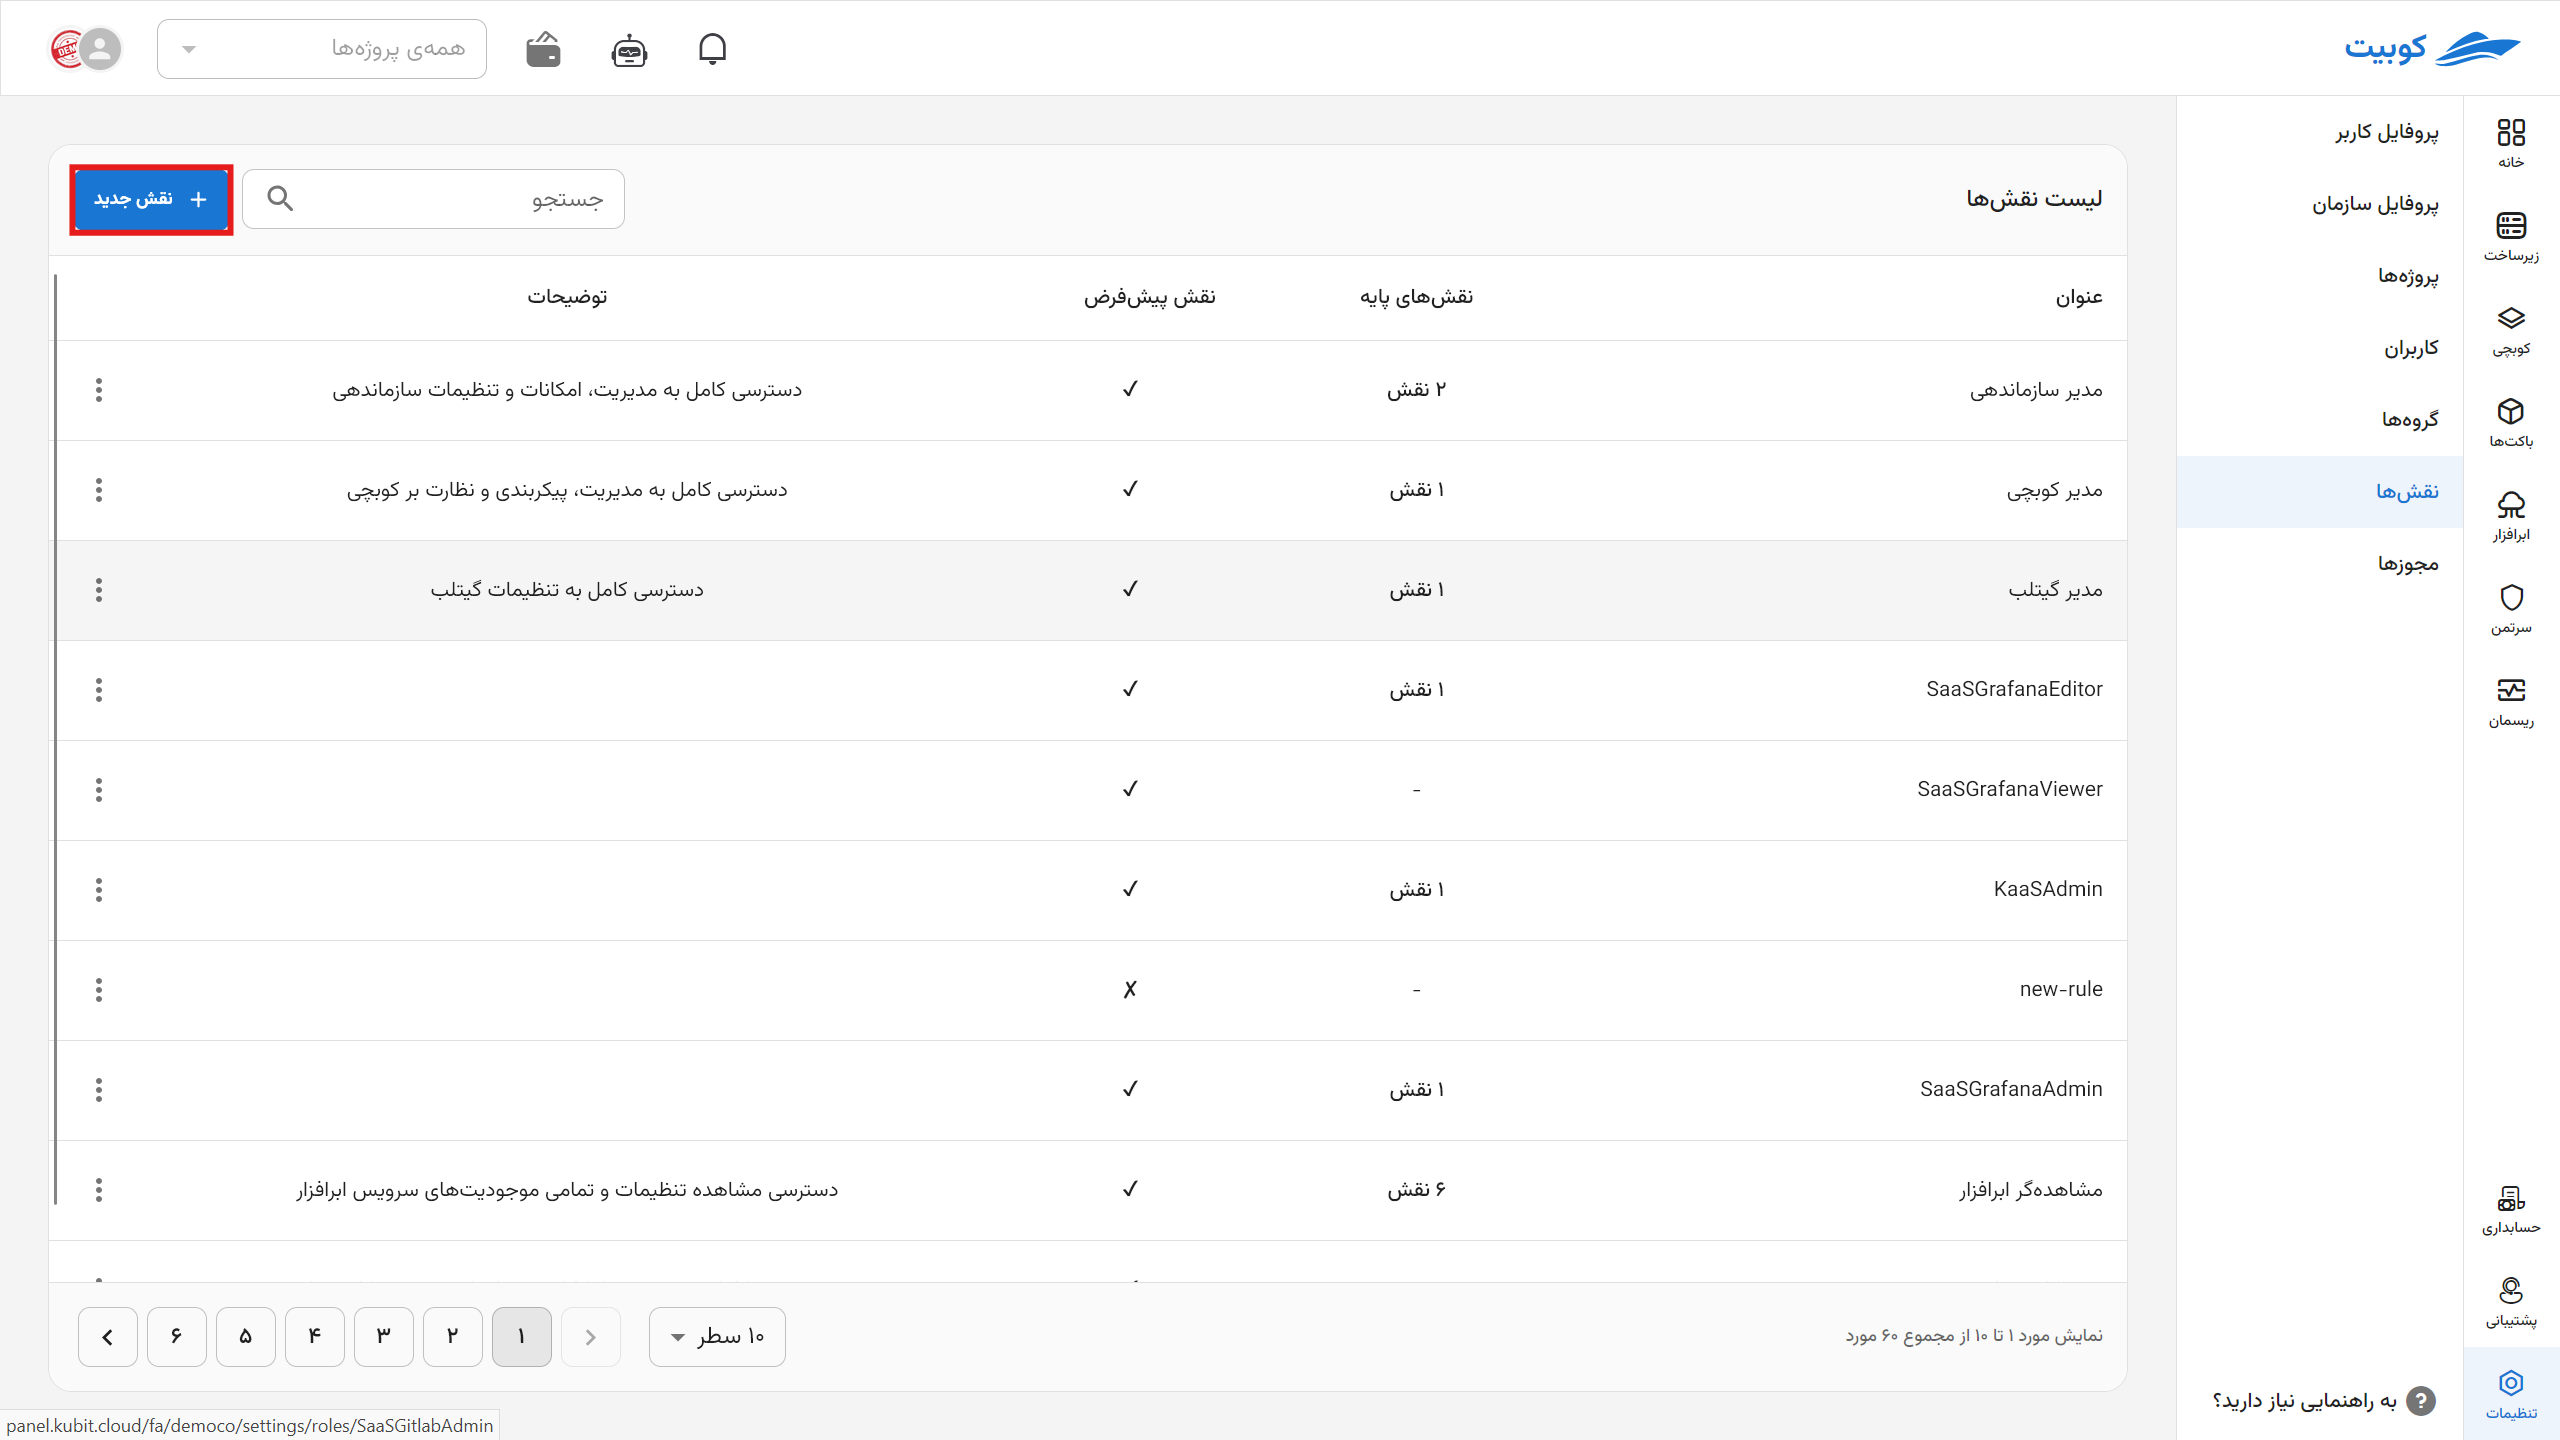 کوبیت
همه‌ی پروژه‌ها
DEM
خانه
زیرساخت
کوبچی
باکت‌ها
ابرافزار
سرتمن
ریسمان
حسابداری
پشتیبانی
تنظیمات
پروفایل کاربر
پروفایل سازمان
پروژه‌ها
کاربران
گروه‌ها
نقش‌ها
مجوزها
به راهنمایی نیاز دارید؟
لیست نقش‌ها
جستجو
+ نقش جدید
عنوان نقش‌های پایه نقش پیش‌فرض توضیحات
مدیر سازماندهی ۲ نقش ✓ دسترسی کامل به مدیریت، امکانات و تنظیمات سازماندهی
مدیر کوبچی ۱ نقش ✓ دسترسی کامل به مدیریت، پیکربندی و نظارت بر کوبچی
مدیر گیتلب ۱ نقش ✓ دسترسی کامل به تنظیمات گیتلب
SaaSGrafanaEditor ۱ نقش ✓
SaaSGrafanaViewer - ✓
KaaSAdmin ۱ نقش ✓
new-rule - ✗
SaaSGrafanaAdmin ۱ نقش ✓
مشاهده‌گر ابرافزار ۶ نقش ✓ دسترسی مشاهده تنظیمات و تمامی موجودیت‌های سرویس ابرافزار
نمایش مورد ۱ تا ۱۰ از مجموع ۶۰ مورد
۱۰ سطر
۱ ۲ ۳ ۴ ۵ ۶
panel.kubit.cloud/fa/democo/settings/roles/SaaSGitlabAdmin